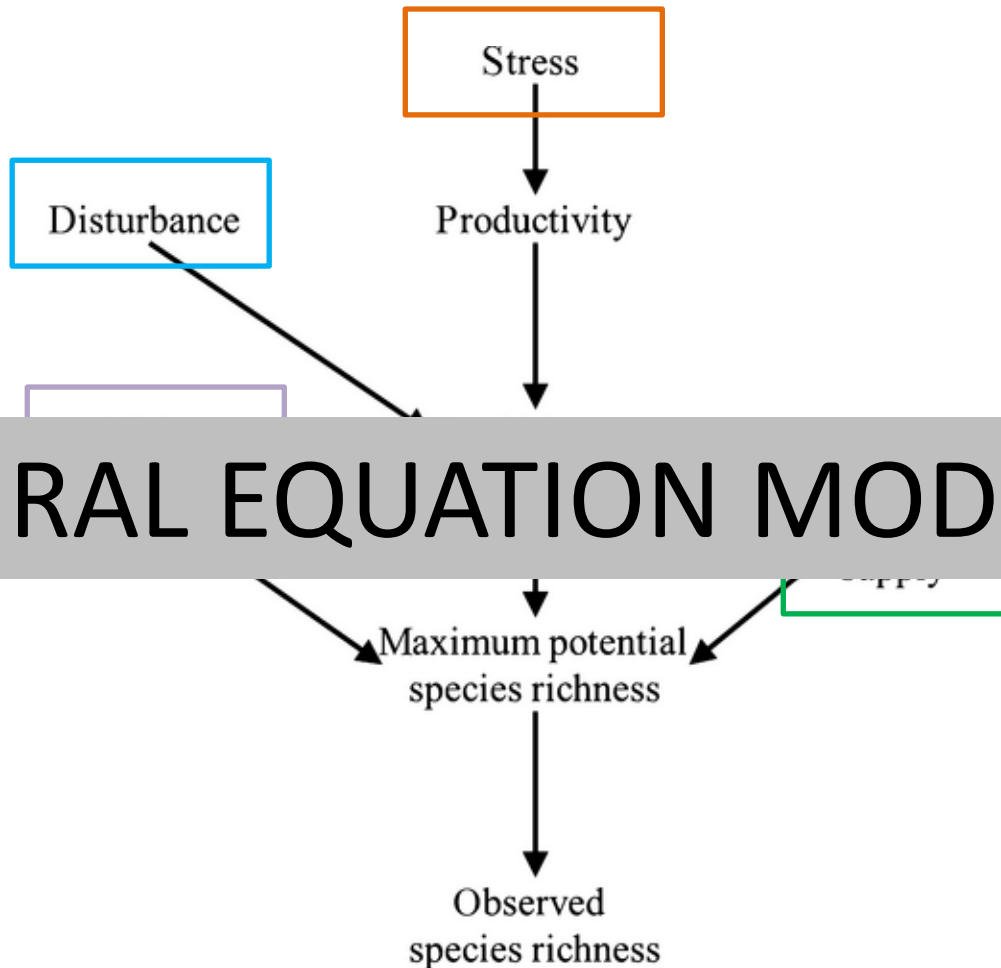 Stress
Disturbance
Productivity
RAL EQUATION MOD
Maximum potential
species richness
Observed
species richness